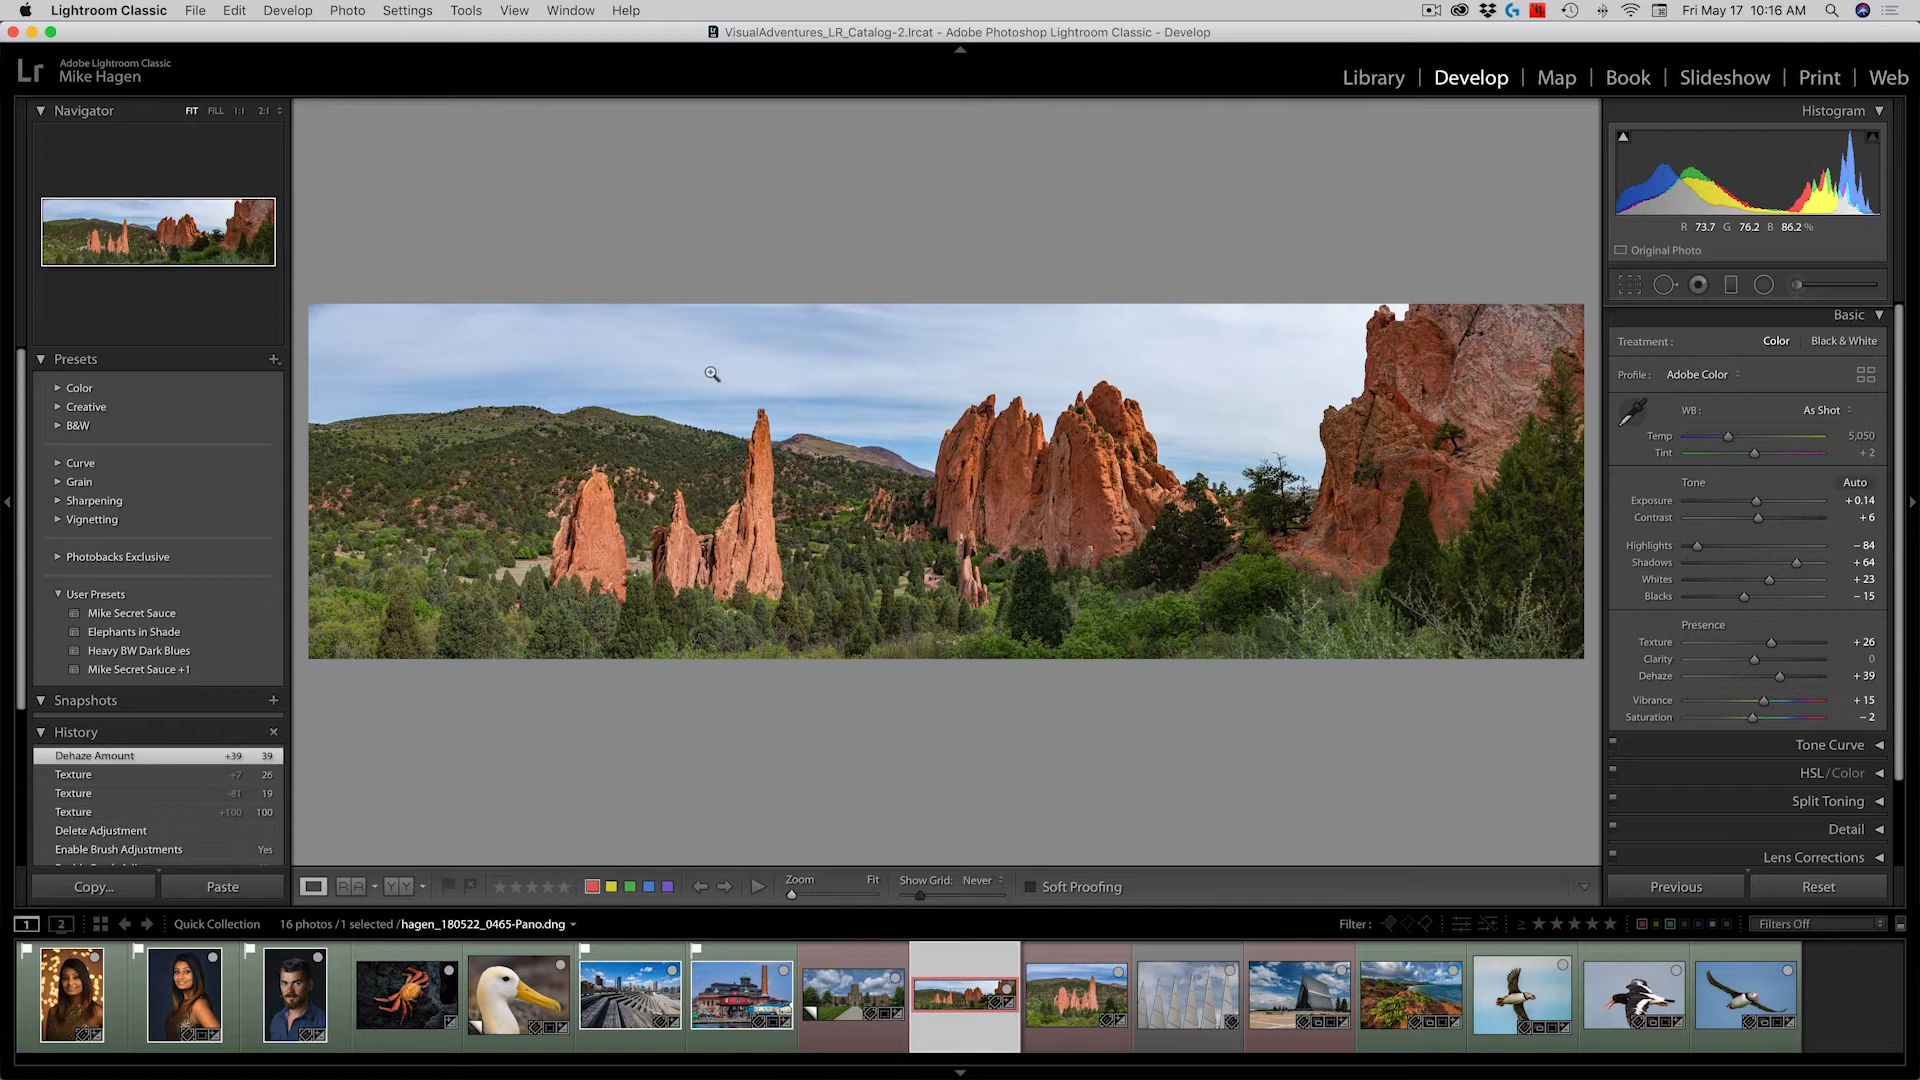 Lightroom Classic File Edit Develop Photo Settings Tools View Window Help Fri May 17 10:16 AM
VisualAdventures_LR_Catalog-2.lrcat - Adobe Photoshop Lightroom Classic - Develop
Lr Adobe Lightroom Classic
Mike Hagen
Library | Develop | Map | Book | Slideshow | Print | Web
Navigator FIT FILL 1:1 2:1
Presets
Color
Creative
B&W
Curve
Grain
Sharpening
Vignetting
Photobacks Exclusive
User Presets
Mike Secret Sauce
Elephants in Shade
Heavy BW Dark Blues
Mike Secret Sauce +1
Snapshots
History
Dehaze Amount +39 39
Texture +7 26
Texture -81 19
Texture +100 100
Delete Adjustment
Enable Brush Adjustments Yes
Copy... Paste
Histogram
R 73.7 G 76.2 B 86.2 %
Original Photo
Basic
Treatment : Color Black & White
Profile : Adobe Color
WB : As Shot
Temp 5,050
Tint + 2
Tone Auto
Exposure + 0.14
Contrast + 6
Highlights − 84
Shadows + 64
Whites + 23
Blacks − 15
Presence
Texture + 26
Clarity 0
Dehaze + 39
Vibrance + 15
Saturation − 2
Tone Curve
HSL / Color
Split Toning
Detail
Lens Corrections
Previous Reset
RA YY Zoom Fit Show Grid: Never Soft Proofing
1 2 Quick Collection 16 photos / 1 selected / hagen_180522_0465-Pano.dng Filter : ≥ Filters Off